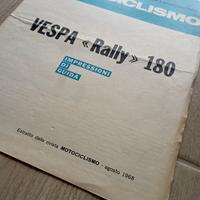 CICLISMO
VESPA «Rally» 180
IMPRESSIONI
DI
GUIDA
Estratto dalla rivista MOTOCICLISMO - agosto 1968